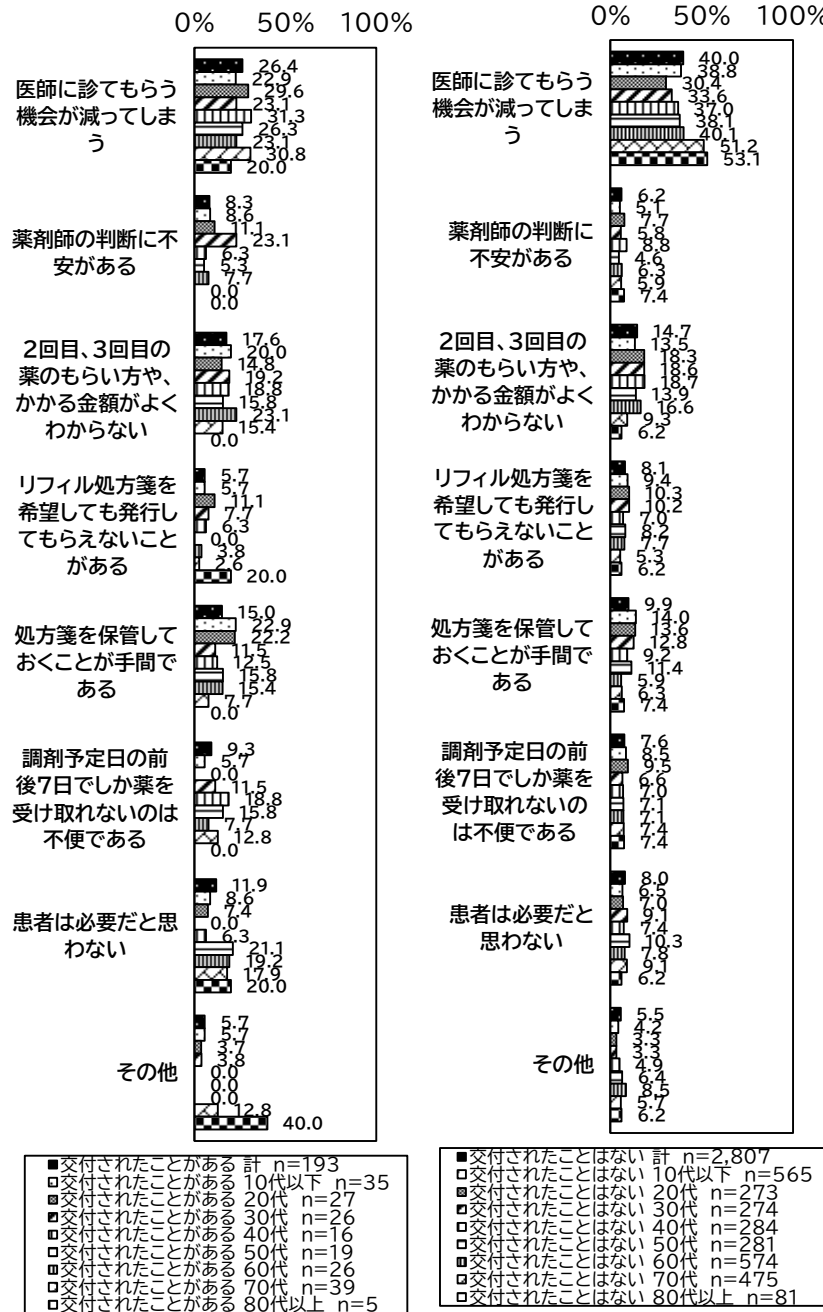 0% 50% 100%
医師に診てもらう
機会が減ってしま
う
26.4
22.9
29.6
23.1
31.3
26.3
23.1
30.8
20.0
薬剤師の判断に不
安がある
8.3
8.6
11.1
23.1
6.3
5.3
7.7
0.0
0.0
2回目、3回目の
薬のもらい方や、
かかる金額がよく
わからない
17.6
20.0
14.8
19.2
18.8
15.8
23.1
15.4
0.0
リフィル処方箋を
希望しても発行し
てもらえないこと
がある
5.7
5.7
11.1
7.7
6.3
0.0
3.8
2.6
20.0
処方箋を保管して
おくことが手間で
ある
15.0
22.9
22.2
11.5
12.5
15.8
15.4
7.7
0.0
調剤予定日の前
後7日でしか薬を
受け取れないのは
不便である
9.3
5.7
0.0
11.5
18.8
15.8
7.7
12.8
0.0
患者は必要だと思
わない
11.9
8.6
7.4
0.0
6.3
21.1
19.2
17.9
20.0
その他
5.7
5.7
3.7
3.8
0.0
0.0
0.0
12.8
40.0
交付されたことがある 計 n=193
交付されたことがある 10代以下 n=35
交付されたことがある 20代 n=27
交付されたことがある 30代 n=26
交付されたことがある 40代 n=16
交付されたことがある 50代 n=19
交付されたことがある 60代 n=26
交付されたことがある 70代 n=39
交付されたことがある 80代以上 n=5
0% 50% 100%
医師に診てもらう
機会が減ってしま
う
40.0
38.8
30.4
33.6
37.0
38.1
40.1
51.2
53.1
薬剤師の判断に
不安がある
6.2
5.1
7.7
5.8
8.8
4.6
6.3
5.9
7.4
2回目、3回目の
薬のもらい方や、
かかる金額がよく
わからない
14.7
13.5
18.3
18.6
18.7
13.9
16.6
9.3
6.2
リフィル処方箋を
希望しても発行し
てもらえないこと
がある
8.1
9.4
10.3
10.2
7.0
8.2
7.7
5.3
6.2
処方箋を保管して
おくことが手間で
ある
9.9
14.0
13.6
12.8
9.2
11.4
5.9
6.3
7.4
調剤予定日の前
後7日でしか薬を
受け取れないの
は不便である
7.6
8.5
9.5
6.6
7.0
7.1
7.1
7.4
7.4
患者は必要だと
思わない
8.0
6.5
7.0
9.1
7.4
10.3
7.8
9.1
6.2
その他
5.5
4.2
3.3
3.3
4.9
6.4
8.5
5.7
6.2
交付されたことはない 計 n=2,807
交付されたことはない 10代以下 n=565
交付されたことはない 20代 n=273
交付されたことはない 30代 n=274
交付されたことはない 40代 n=284
交付されたことはない 50代 n=281
交付されたことはない 60代 n=574
交付されたことはない 70代 n=475
交付されたことはない 80代以上 n=81